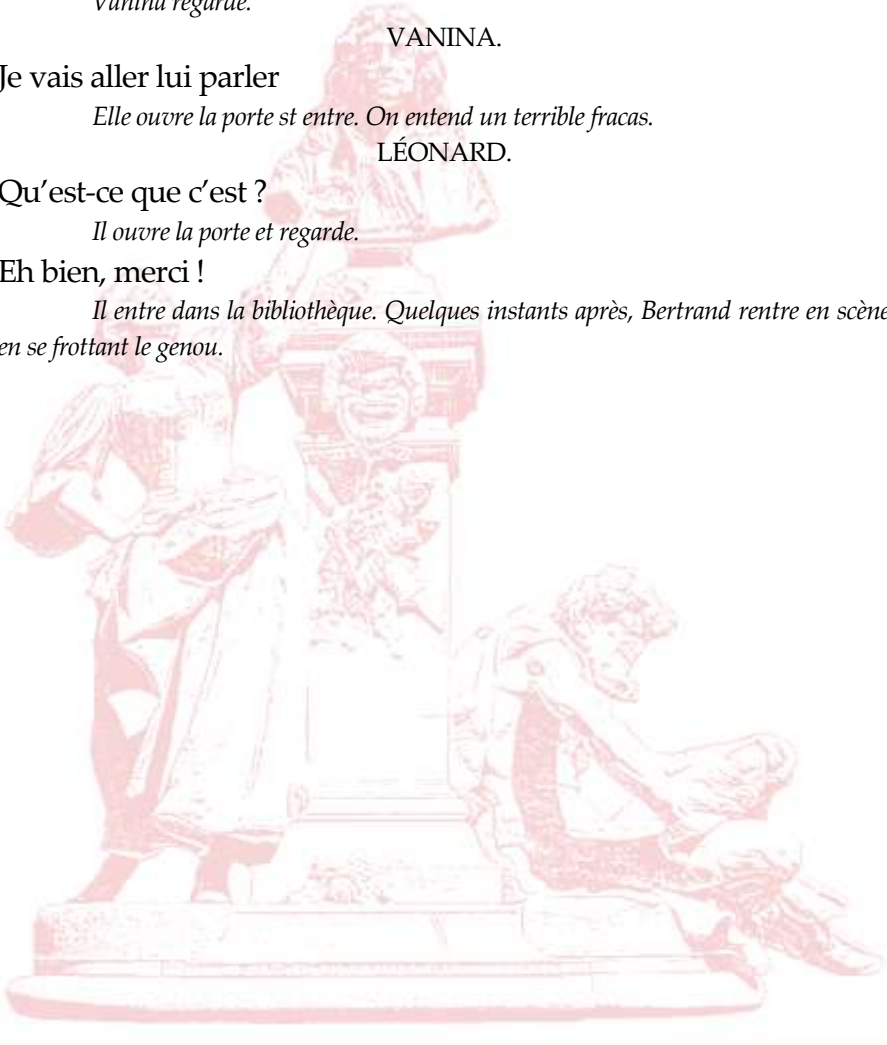 Vanina regarde.
VANINA.
Je vais aller lui parler
Elle ouvre la porte st entre. On entend un terrible fracas.
LÉONARD.
Qu’est-ce que c’est ?
Il ouvre la porte et regarde.
Eh bien, merci !
Il entre dans la bibliothèque. Quelques instants après, Bertrand rentre en scène
en se frottant le genou.